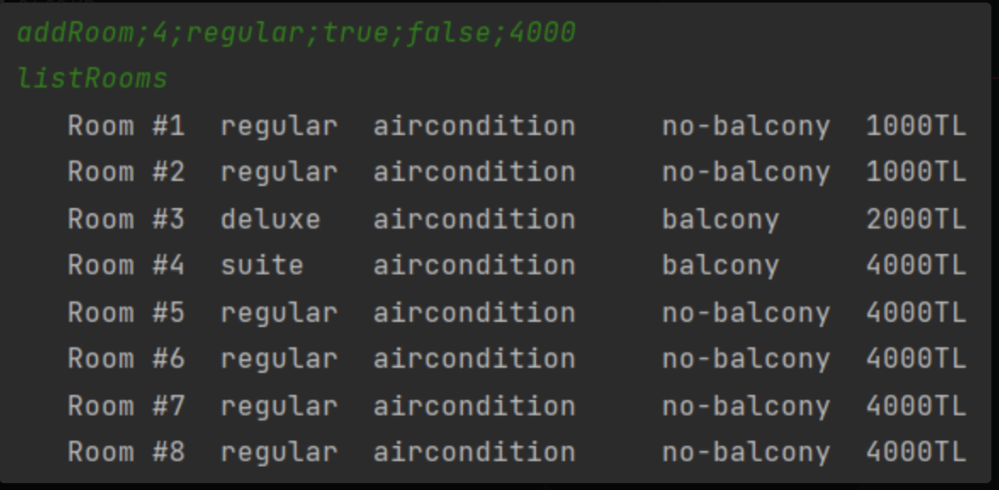 addRoom;4;regular;true;false;4000
listRooms
Room #1 regular aircondition no-balcony 1000TL
Room #2 regular aircondition no-balcony 1000TL
Room #3 deluxe aircondition balcony 2000TL
Room #4 suite aircondition balcony 4000TL
Room #5 regular aircondition no-balcony 4000TL
Room #6 regular aircondition no-balcony 4000TL
Room #7 regular aircondition no-balcony 4000TL
Room #8 regular aircondition no-balcony 4000TL